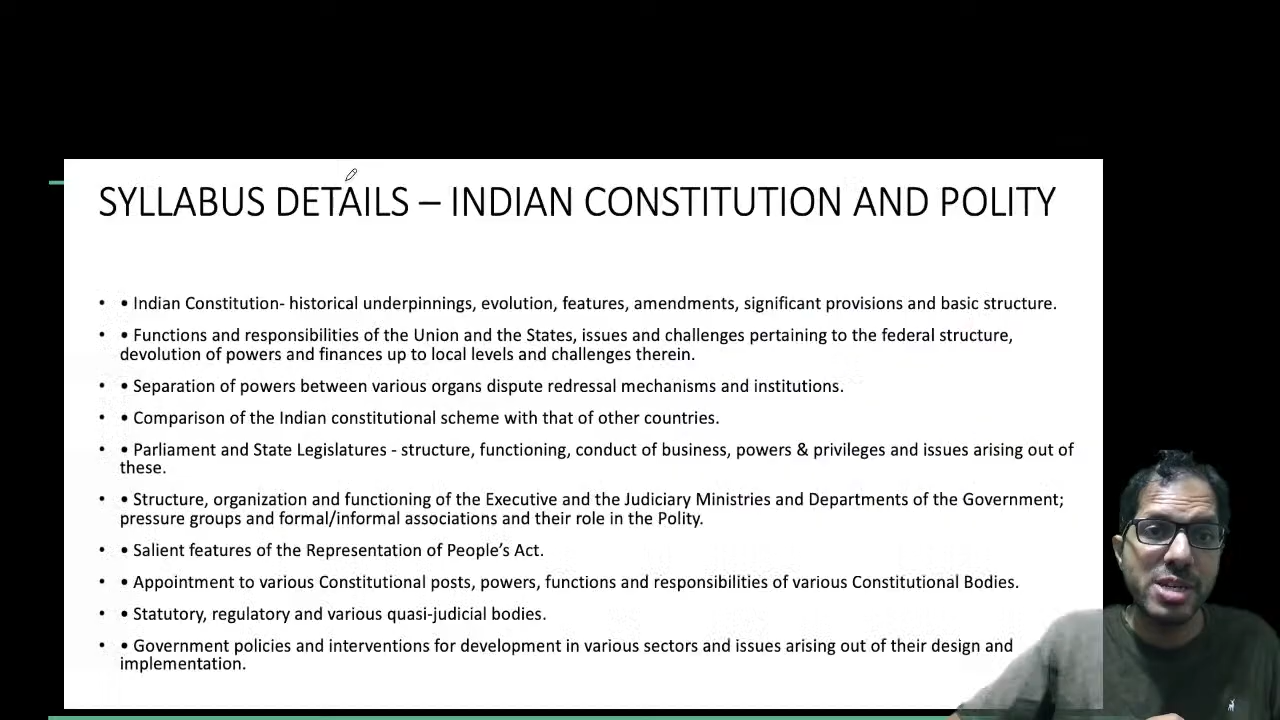 SYLLABUS DETAILS – INDIAN CONSTITUTION AND POLITY
• • Indian Constitution- historical underpinnings, evolution, features, amendments, significant provisions and basic structure.
• • Functions and responsibilities of the Union and the States, issues and challenges pertaining to the federal structure,
devolution of powers and finances up to local levels and challenges therein.
• • Separation of powers between various organs dispute redressal mechanisms and institutions.
• • Comparison of the Indian constitutional scheme with that of other countries.
• • Parliament and State Legislatures - structure, functioning, conduct of business, powers & privileges and issues arising out of
these.
• • Structure, organization and functioning of the Executive and the Judiciary Ministries and Departments of the Government;
pressure groups and formal/informal associations and their role in the Polity.
• • Salient features of the Representation of People’s Act.
• • Appointment to various Constitutional posts, powers, functions and responsibilities of various Constitutional Bodies.
• • Statutory, regulatory and various quasi-judicial bodies.
• • Government policies and interventions for development in various sectors and issues arising out of their design and
implementation.